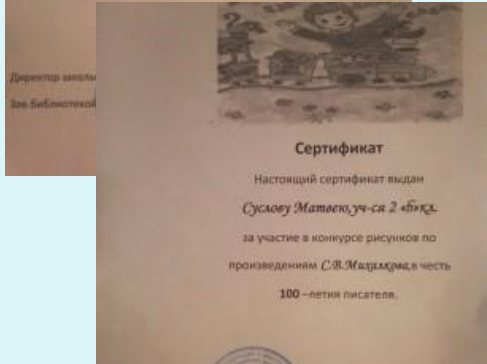 Директор школы
Зав библиотекой
Сертификат
Настоящий сертификат выдан
Суслову Матвею,уч-ся 2 «б»кл.
за участие в конкурсе рисунков по
произведениям С.В.Михалкова,в честь
100 –летия писателя.